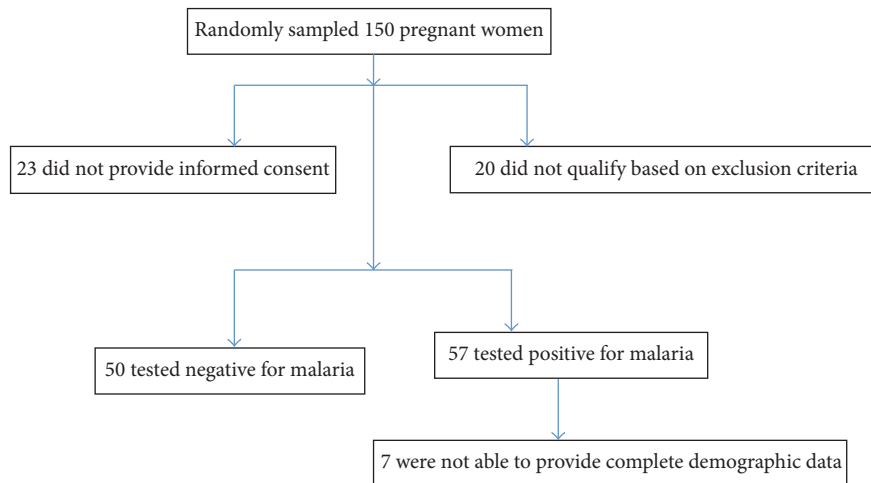 Randomly sampled 150 pregnant women
23 did not provide informed consent
20 did not qualify based on exclusion criteria
50 tested negative for malaria
57 tested positive for malaria
7 were not able to provide complete demographic data